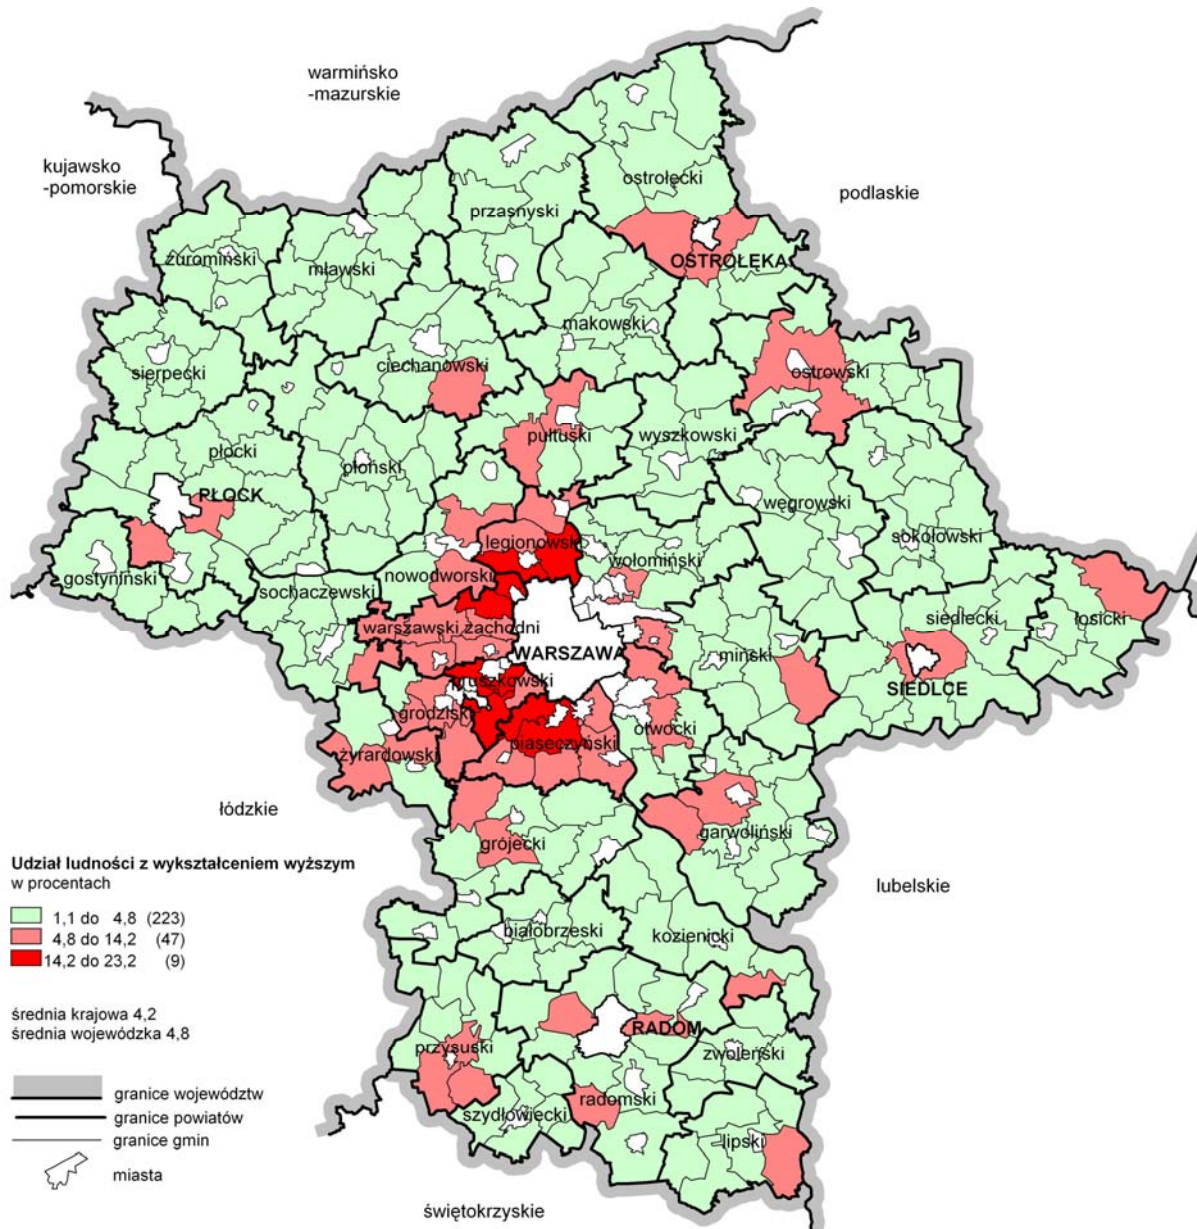 warmińsko
-mazurskie
kujawsko
-pomorskie
podlaskie
ostrołęcki
przasnyski
OSTROŁĘKA
żuromiński
mławski
makowski
sierpecki
ciechanowski
ostrowski
pułtuski
wyszkowski
płocki
płoński
PŁOCK
węgrowski
sokołowski
legionowski
wołomiński
gostyniński
nowodworski
sochaczewski
siedlecki
łosicki
warszawski zachodni
WARSZAWA
miński
pruszkowski
SIEDLCE
grodziski
otwocki
piaseczyński
żyrardowski
łódzkie
garwoliński
grójecki
lubelskie
Udział ludności z wykształceniem wyższym
w procentach
1,1 do 4,8 (223)
4,8 do 14,2 (47)
14,2 do 23,2 (9)
białobrzeski
kozienicki
średnia krajowa 4,2
średnia wojewódzka 4,8
RADOM
przysuski
zwoleński
granice województw
granice powiatów
granice gmin
miasta
radomski
szydłowiecki
lipski
świętokrzyskie